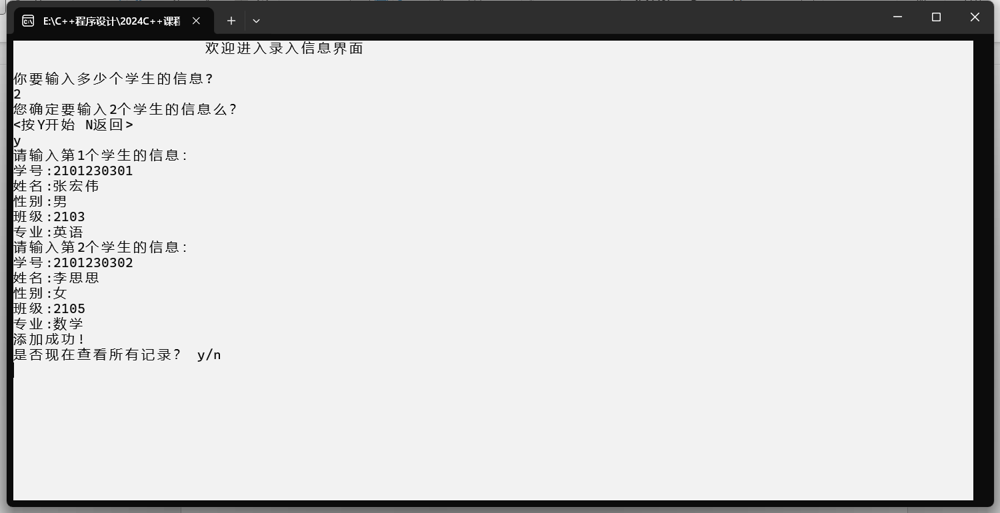 E:\C++程序设计\2024C++课程
欢迎进入录入信息界面
你要输入多少个学生的信息?
2
您确定要输入2个学生的信息么?
<按Y开始 N返回>
y
请输入第1个学生的信息:
学号:2101230301
姓名:张宏伟
性别:男
班级:2103
专业:英语
请输入第2个学生的信息:
学号:2101230302
姓名:李思思
性别:女
班级:2105
专业:数学
添加成功!
是否现在查看所有记录? y/n